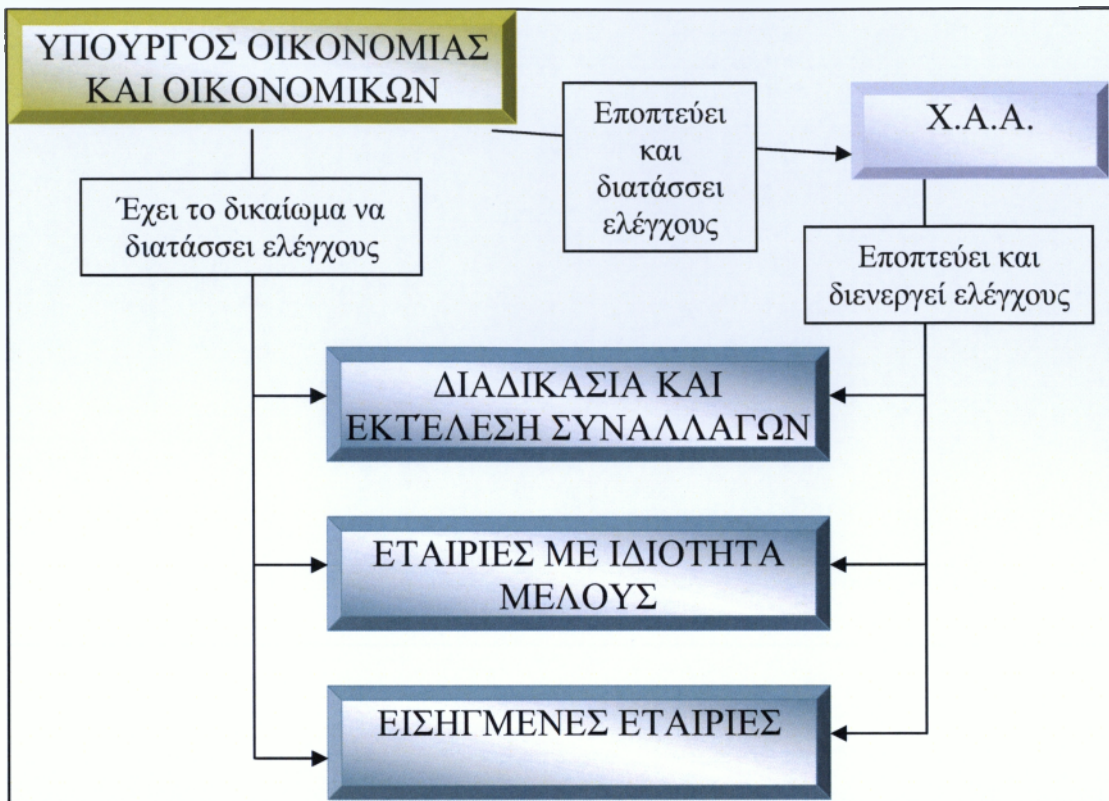 ΥΠΟΥΡΓΟΣ ΟΙΚΟΝΟΜΙΑΣ
ΚΑΙ ΟΙΚΟΝΟΜΙΚΩΝ
Εποπτεύει
και
διατάσσει
ελέγχους
Χ.Α.Α.
Έχει το δικαίωμα να
διατάσσει ελέγχους
Εποπτεύει και
διενεργεί ελέγχους
ΔΙΑΔΙΚΑΣΙΑ ΚΑΙ
ΕΚΤΈΛΕΣΗ ΣΥΝΑΛΛΑΓΩΝ
ΕΤΑΙΡΙΕΣ ΜΕ ΙΔΙΟΤΗΤΑ
ΜΕΛΟΥΣ
ΕΙΣΗΓΜΕΝΕΣ ΕΤΑΙΡΙΕΣ